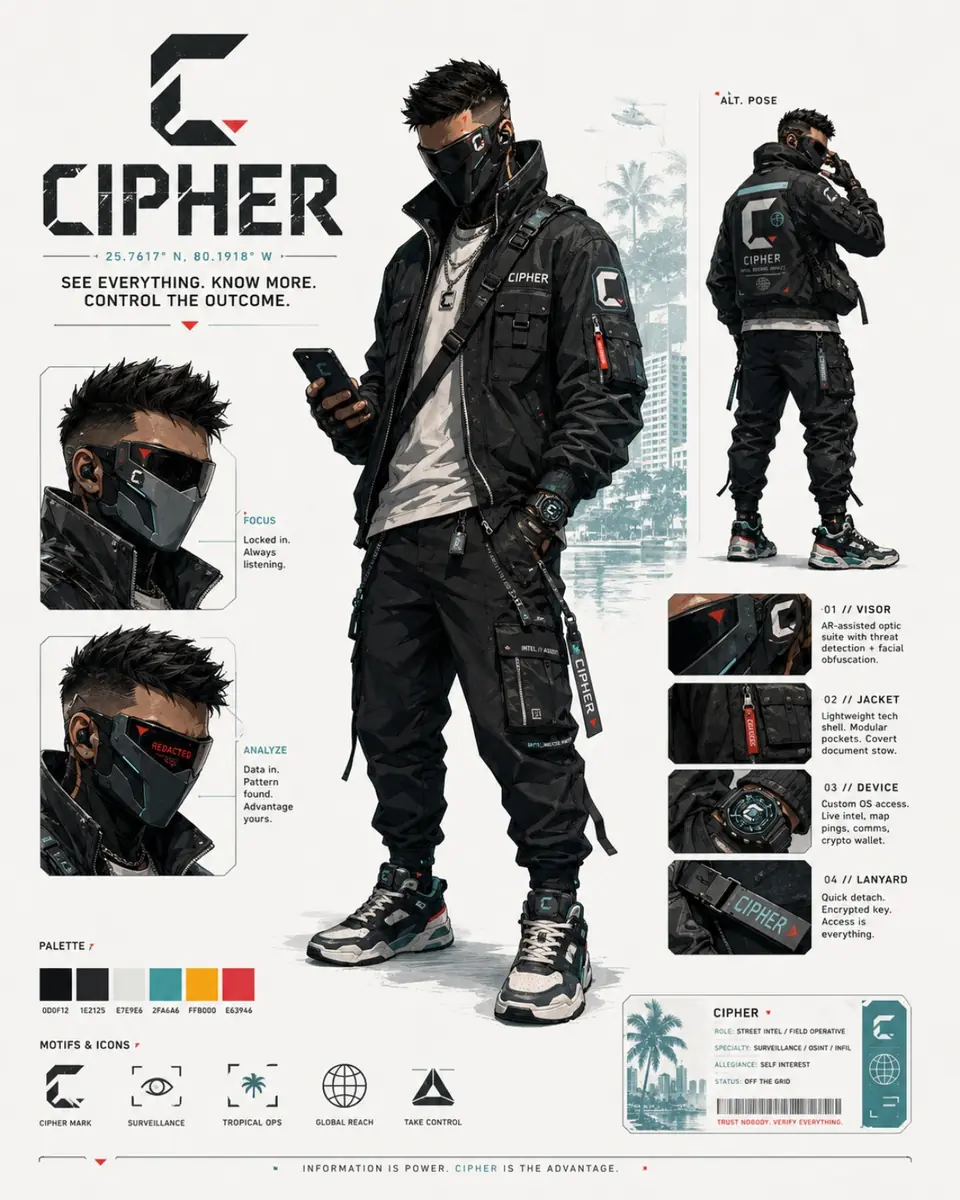 CIPHER
25.7617° N, 80.1918° W
SEE EVERYTHING. KNOW MORE.
CONTROL THE OUTCOME.
ALT. POSE
CIPHER
CIPHER
FOCUS
Locked in.
Always
listening.
REDACTED
ANALYZE
Data in.
Pattern
found.
Advantage
yours.
INTEL //
CIPHER
01 // VISOR
AR-assisted optic
suite with threat
detection + facial
obfuscation.
02 // JACKET
Lightweight tech
shell. Modular
pockets. Covert
document stow.
03 // DEVICE
Custom OS access.
Live intel, map
pings, comms,
crypto wallet.
CIPHER
04 // LANYARD
Quick detach.
Encrypted key.
Access is
everything.
PALETTE
0D0F12 1E2125 E7E9E6 2FA6A6 FFB000 E63946
MOTIFS & ICONS
CIPHER MARK
SURVEILLANCE
TROPICAL OPS
GLOBAL REACH
TAKE CONTROL
CIPHER
ROLE: STREET INTEL / FIELD OPERATIVE
SPECIALTY: SURVEILLANCE / OSINT / INFIL
ALLEGIANCE: SELF INTEREST
STATUS: OFF THE GRID
TRUST NOBODY. VERIFY EVERYTHING.
INFORMATION IS POWER. CIPHER IS THE ADVANTAGE.